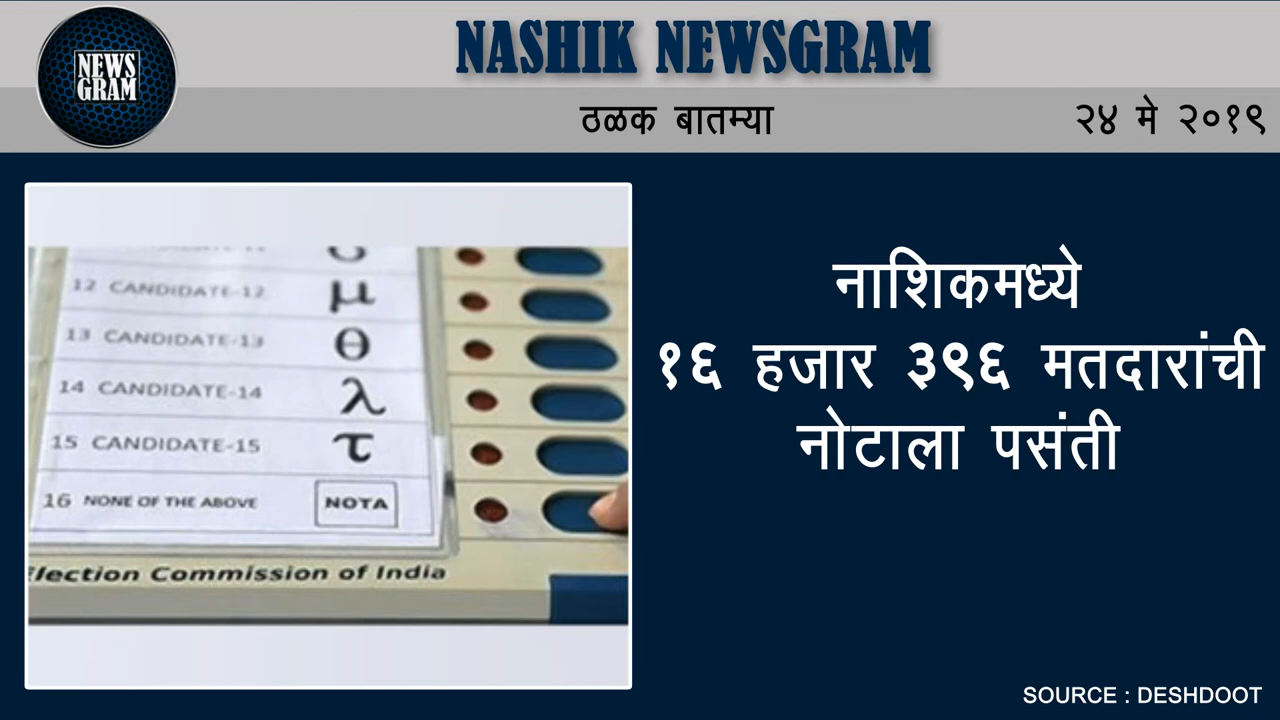 NEWS
GRAM
NASHIK NEWSGRAM
ठळक बातम्या
२४ मे २०१९
12 CANDIDATE-12 μ
13 CANDIDATE-13 θ
14 CANDIDATE-14 λ
15 CANDIDATE-15 τ
16 NONE OF THE ABOVE NOTA
Election Commission of India
नाशिकमध्ये
१६ हजार ३९६ मतदारांची
नोटाला पसंती
SOURCE : DESHDOOT